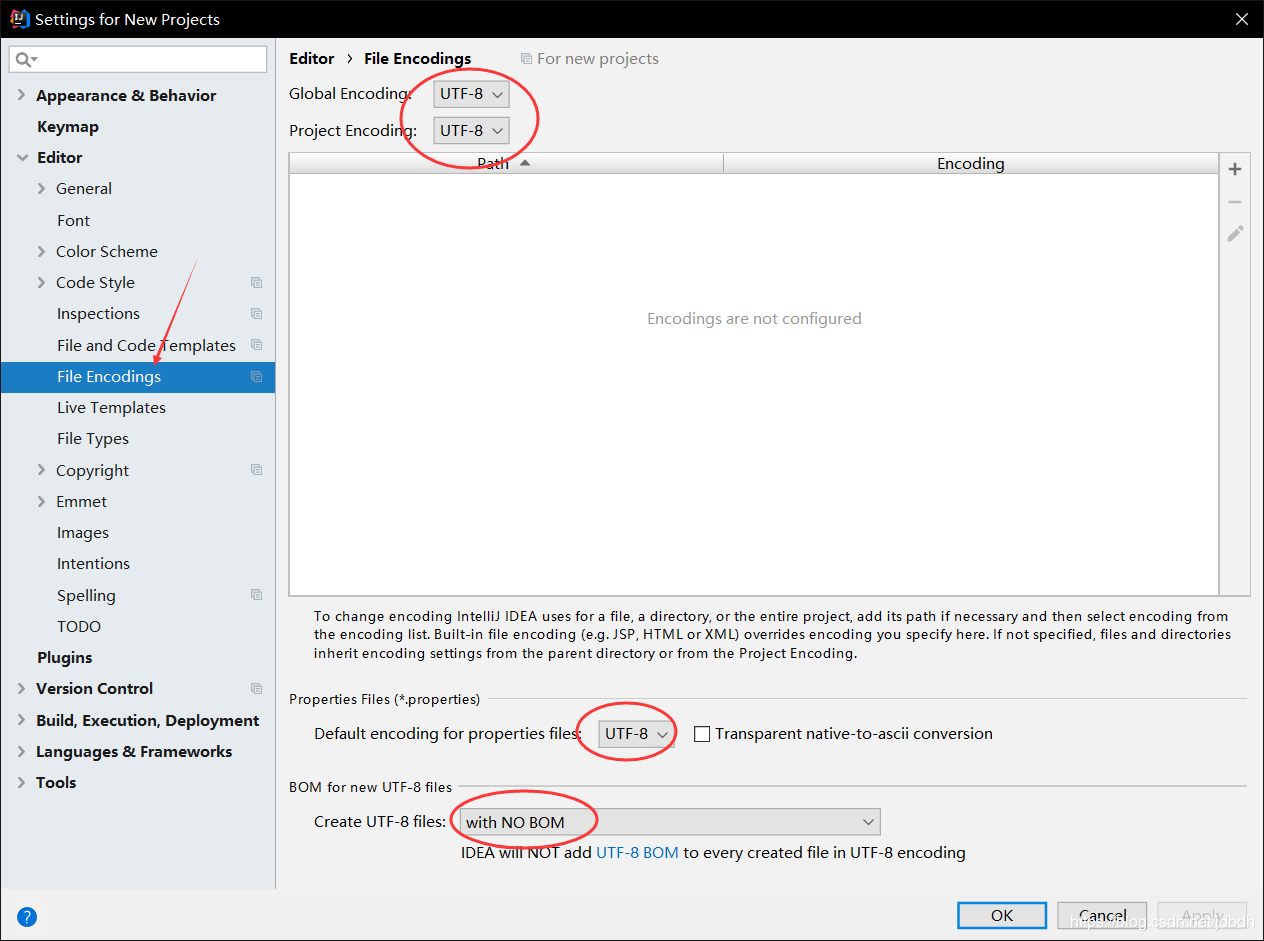 Settings for New Projects
Appearance & Behavior
Keymap
Editor
General
Font
Color Scheme
Code Style
Inspections
File and Code Templates
File Encodings
Live Templates
File Types
Copyright
Emmet
Images
Intentions
Spelling
TODO
Plugins
Version Control
Build, Execution, Deployment
Languages & Frameworks
Tools
Editor › File Encodings For new projects
Global Encoding: UTF-8
Project Encoding: UTF-8
Path Encoding
Encodings are not configured
To change encoding IntelliJ IDEA uses for a file, a directory, or the entire project, add its path if necessary and then select encoding from
the encoding list. Built-in file encoding (e.g. JSP, HTML or XML) overrides encoding you specify here. If not specified, files and directories
inherit encoding settings from the parent directory or from the Project Encoding.
Properties Files (*.properties)
Default encoding for properties files: UTF-8 Transparent native-to-ascii conversion
BOM for new UTF-8 files
Create UTF-8 files: with NO BOM
IDEA will NOT add UTF-8 BOM to every created file in UTF-8 encoding
? OK Cancel Apply
https://blog.csdn.net/jdbdh